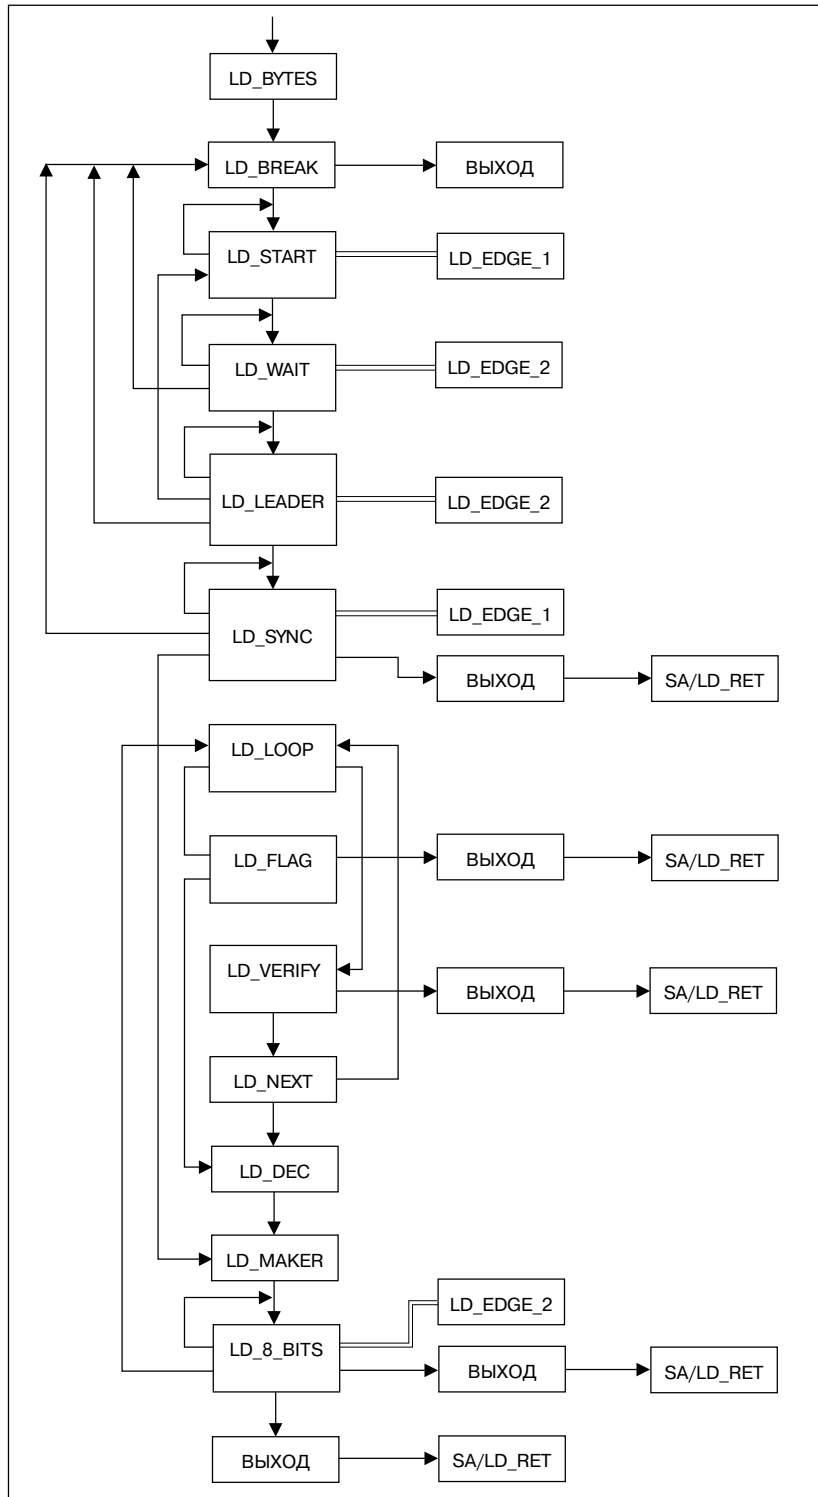 LD_BYTES
LD_BREAK ВЫХОД
LD_START LD_EDGE_1
LD_WAIT LD_EDGE_2
LD_LEADER LD_EDGE_2
LD_SYNC LD_EDGE_1
ВЫХОД SA/LD_RET
LD_LOOP
LD_FLAG ВЫХОД SA/LD_RET
LD_VERIFY ВЫХОД SA/LD_RET
LD_NEXT
LD_DEC
LD_MAKER
LD_EDGE_2
LD_8_BITS ВЫХОД SA/LD_RET
ВЫХОД SA/LD_RET